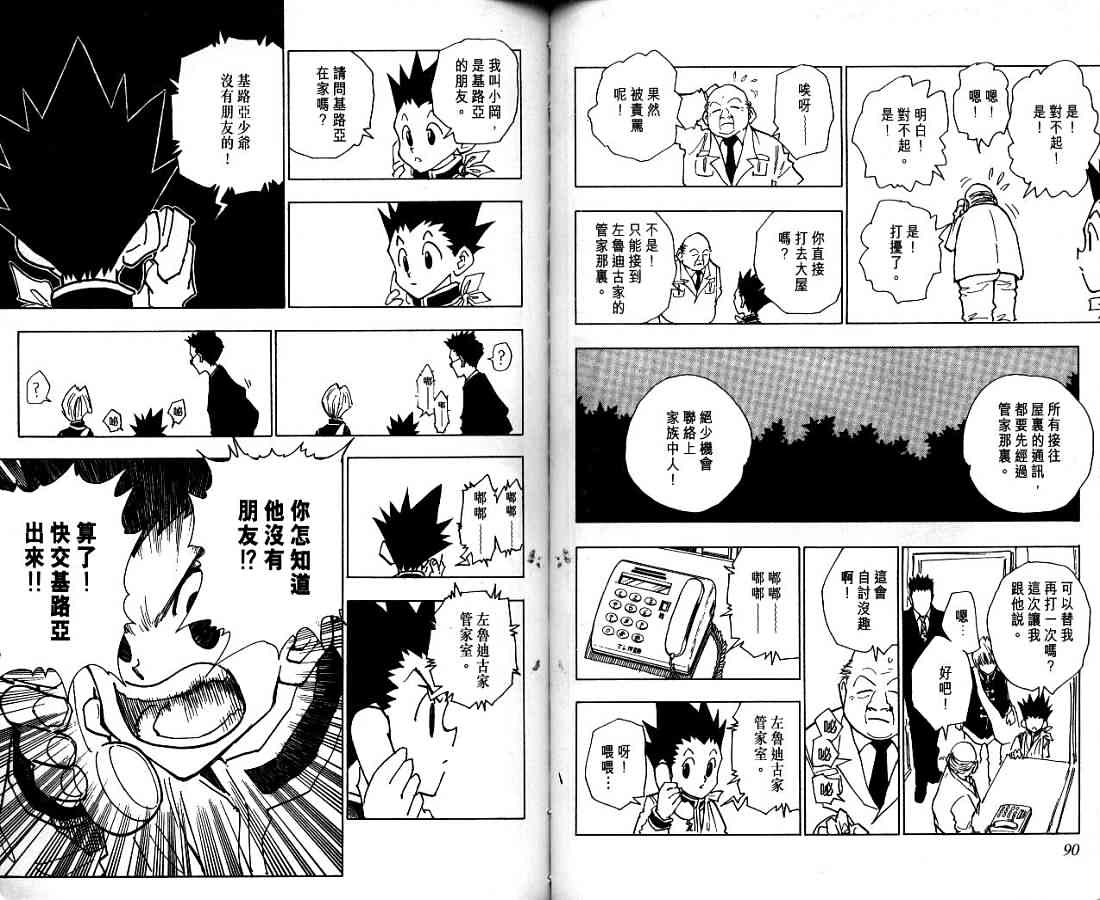 是！
對不起！
是！
嗯！
嗯！
明白！
對不起。
是！
是！
打擾了。
唉呀……
果然
被責罵
呢！
你直接
打去大屋
嗎？
不是！
只能接到
左魯迪古家的
管家那裏。
所有接往
屋裏的通訊，
都要先經過
管家那裏。
絕少機會
聯絡上
家族中人！
可以替我
再打一次嗎？
這次讓我
跟他説。
嗯…
好吧！
這會
自討沒趣
啊！
嘟嘟……
嘟嘟……
左魯迪古家
管家室。
呀！
喂喂…
90
我叫小岡，
是基路亞
的朋友。
請問基路亞
在家嗎？
基路亞少爺
沒有朋友的！
？
嘟…
嘟…
？
嘟嘟……
嘟嘟……
左魯迪古家
管家室。
你怎知道
他沒有
朋友!?
算了！
快交基路亞
出來!!